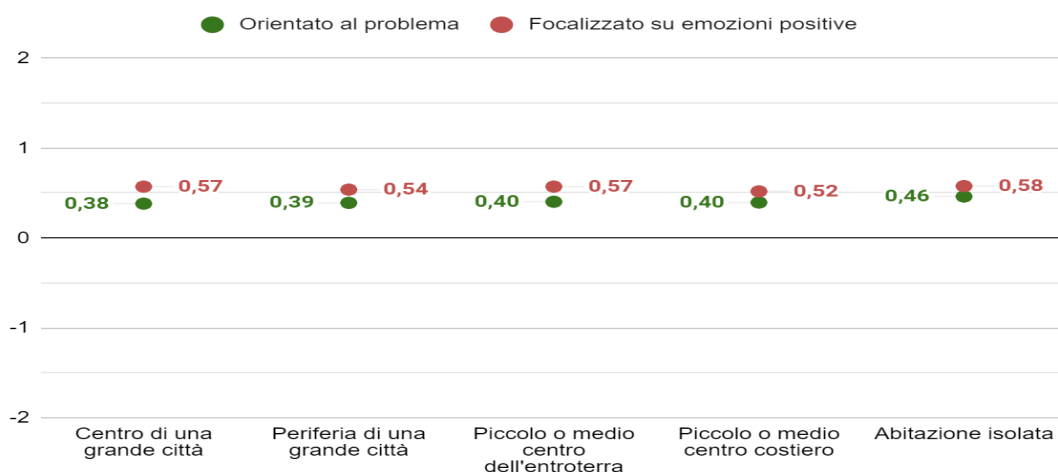 Orientato al problema Focalizzato su emozioni positive
2
1
0
-1
-2
0,57
0,38
0,54
0,39
0,57
0,40
0,52
0,40
0,58
0,46
Centro di una
grande città
Periferia di una
grande città
Piccolo o medio
centro
dell'entroterra
Piccolo o medio
centro costiero
Abitazione isolata